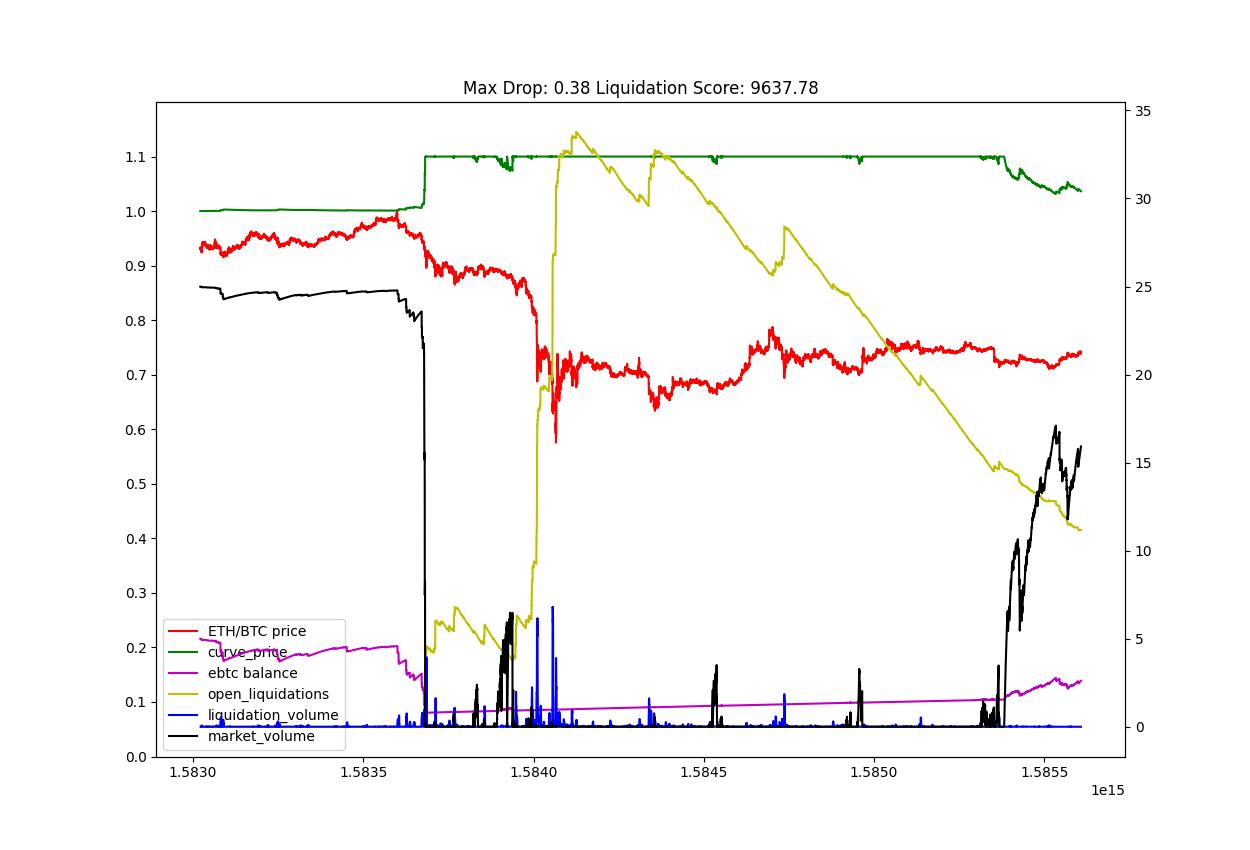 Max Drop: 0.38 Liquidation Score: 9637.78
1.1
1.0
0.9
0.8
0.7
0.6
0.5
0.4
0.3
0.2
0.1
0.0
35
30
25
20
15
10
5
0
ETH/BTC price
curve_price
ebtc balance
open_liquidations
liquidation_volume
market_volume
1.5830 1.5835 1.5840 1.5845 1.5850 1.5855
1e15